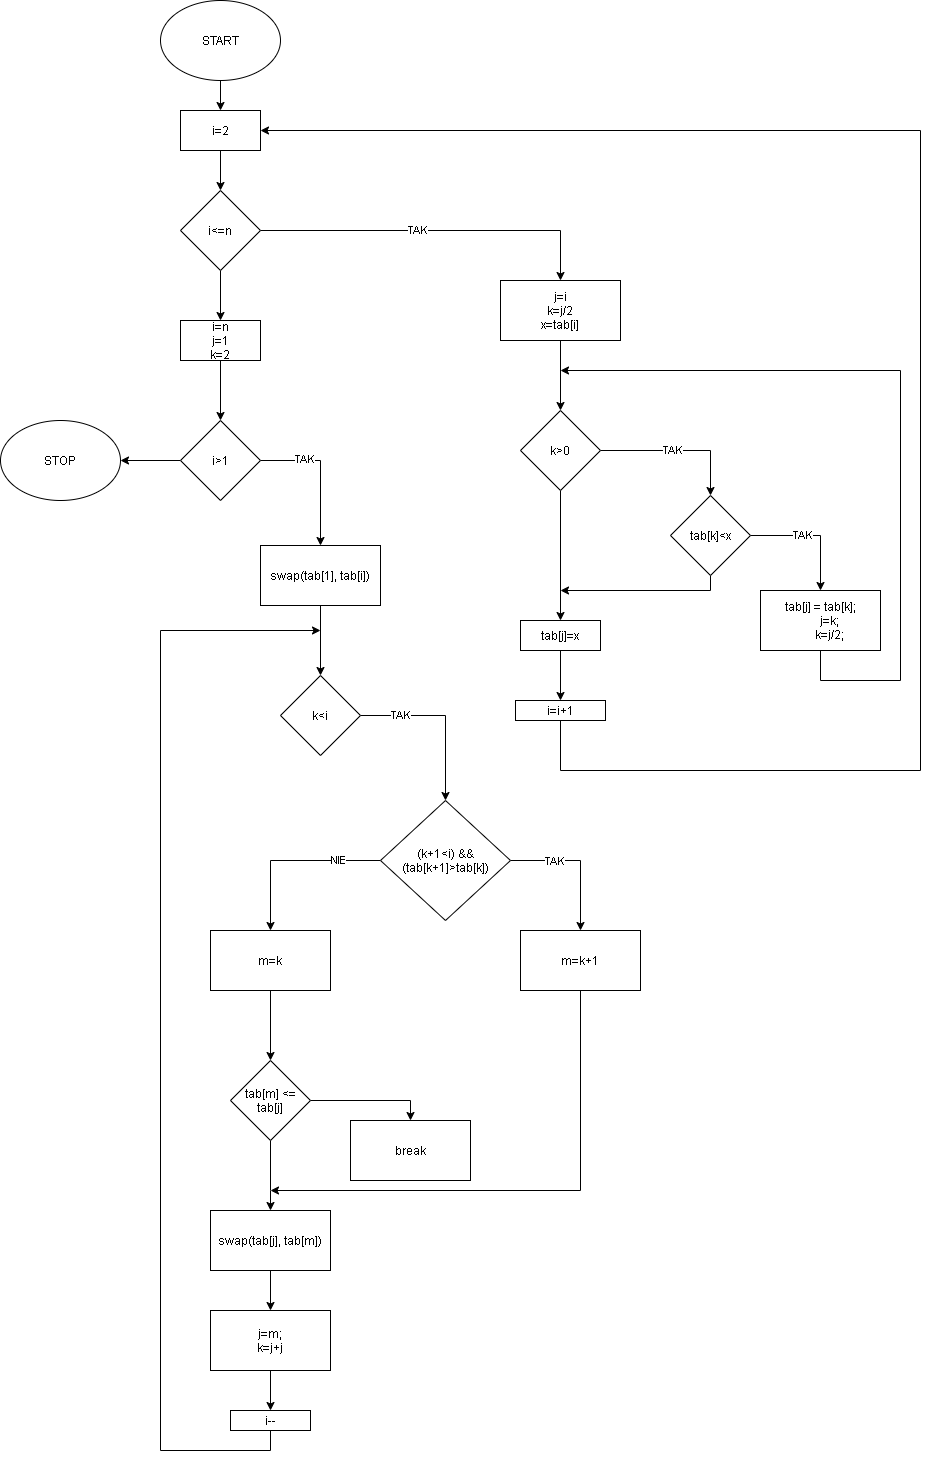 START
i=2
i<=n
TAK
j=i
k=j/2
x=tab[i]
i=n
j=1
k=2
k>0
TAK
STOP
i>1
TAK
tab[k]<x
TAK
swap(tab[1], tab[i])
tab[j] = tab[k];
j=k;
k=j/2;
tab[j]=x
i=i+1
k<i
TAK
(k+1<i) &&
(tab[k+1]>tab[k])
NIE
TAK
m=k
m=k+1
tab[m] <=
tab[j]
break
swap(tab[j], tab[m])
j=m;
k=j+j
i--